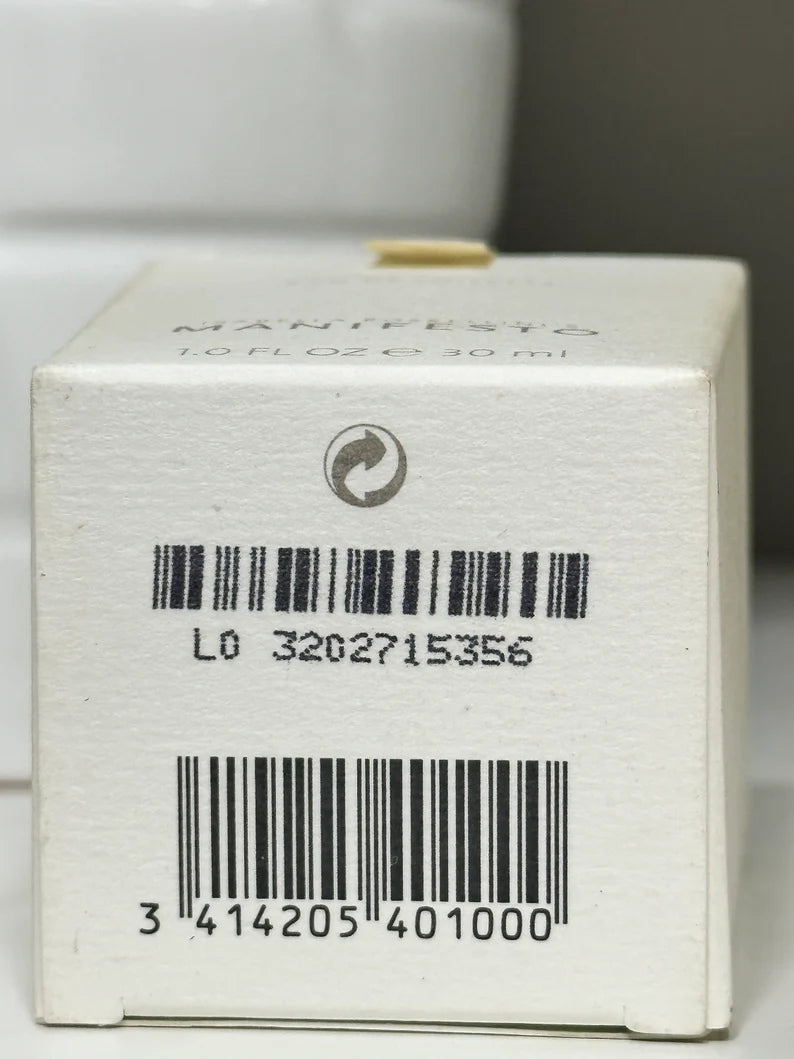 MANIFESTO
1.0 FL OZ ℮ 30 ml
L0 3202715356
3 414205 401000